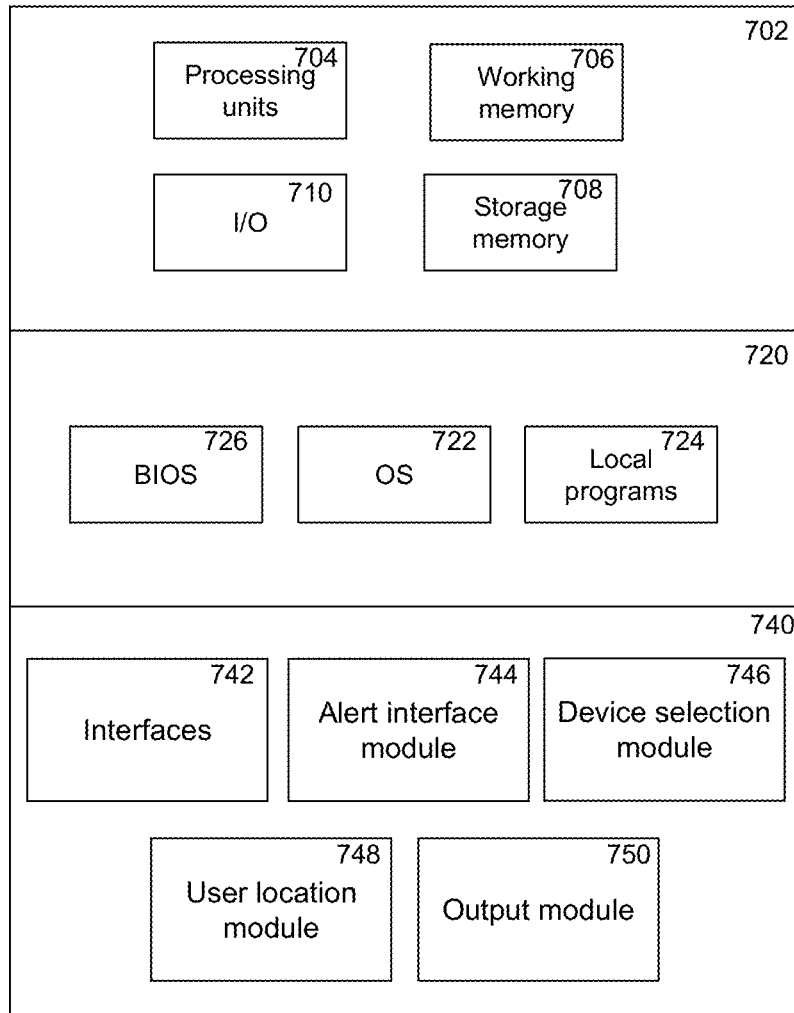 702
704
Processing
units
706
Working
memory
710
I/O
708
Storage
memory
720
726
BIOS
722
OS
724
Local
programs
740
742
Interfaces
744
Alert interface
module
746
Device selection
module
748
User location
module
750
Output module